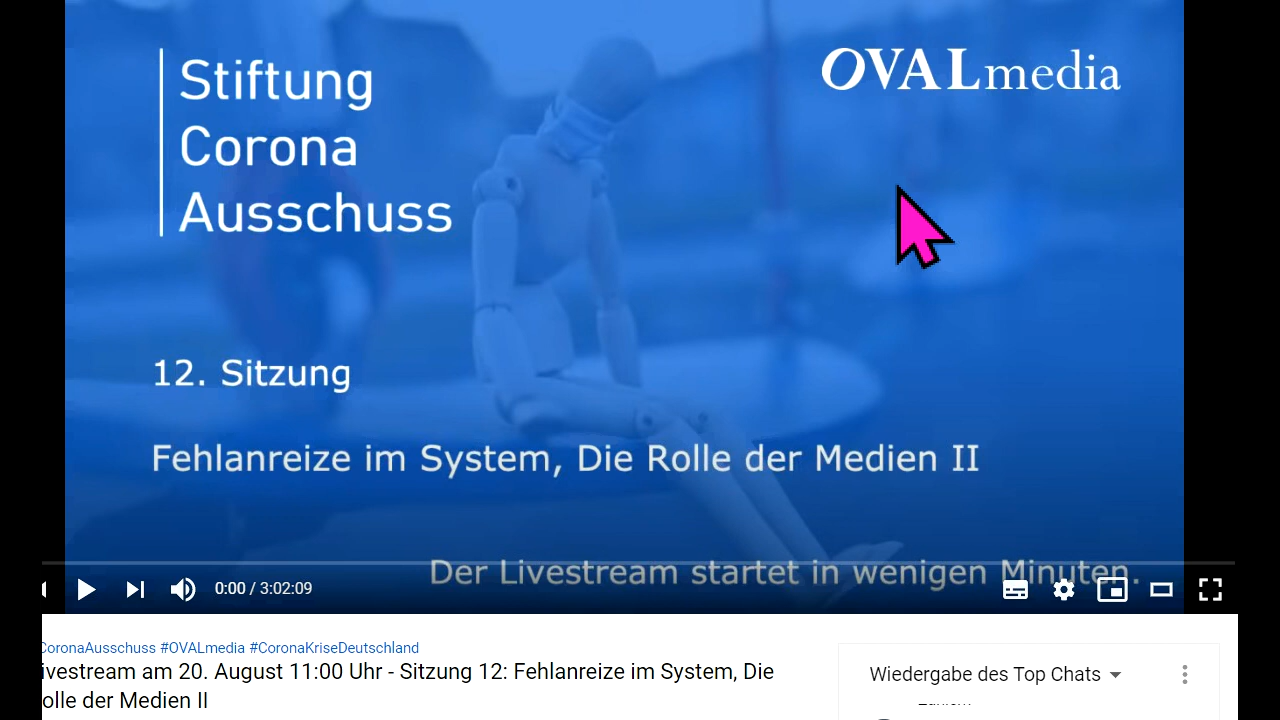 Stiftung
Corona
Ausschuss
OVALmedia
12. Sitzung
Fehlanreize im System, Die Rolle der Medien II
Der Livestream startet in wenigen Minuten.
0:00 / 3:02:09
CoronaAusschuss #OVALmedia #CoronaKriseDeutschland
ivestream am 20. August 11:00 Uhr - Sitzung 12: Fehlanreize im System, Die
olle der Medien II
Wiedergabe des Top Chats